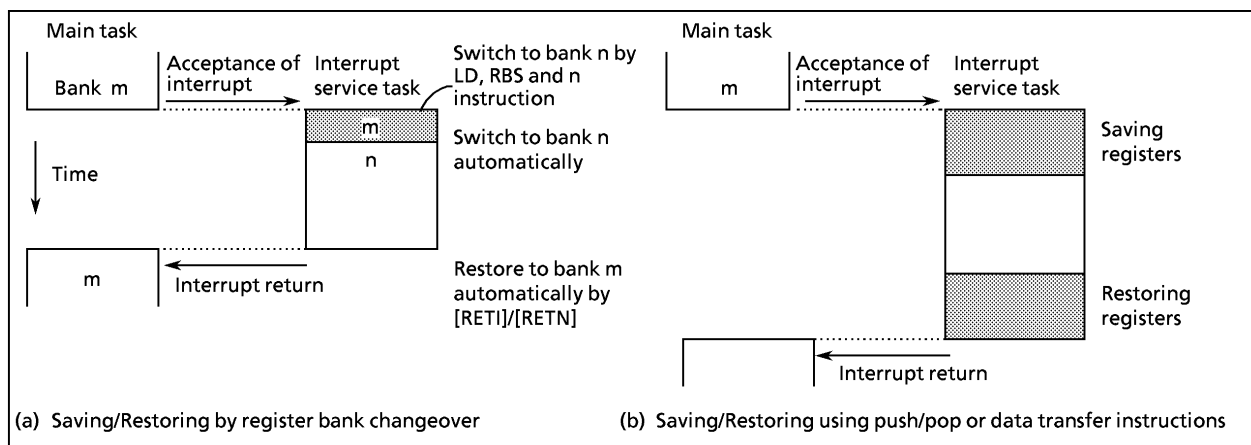 Main task
Bank m
Acceptance of
interrupt
Interrupt
service task
Switch to bank n by
LD, RBS and n
instruction
m
Switch to bank n
automatically
n
Time
m
Interrupt return
Restore to bank m
automatically by
[RETI]/[RETN]
(a) Saving/Restoring by register bank changeover
Main task
m
Acceptance of
interrupt
Interrupt
service task
Saving
registers
Restoring
registers
Interrupt return
(b) Saving/Restoring using push/pop or data transfer instructions